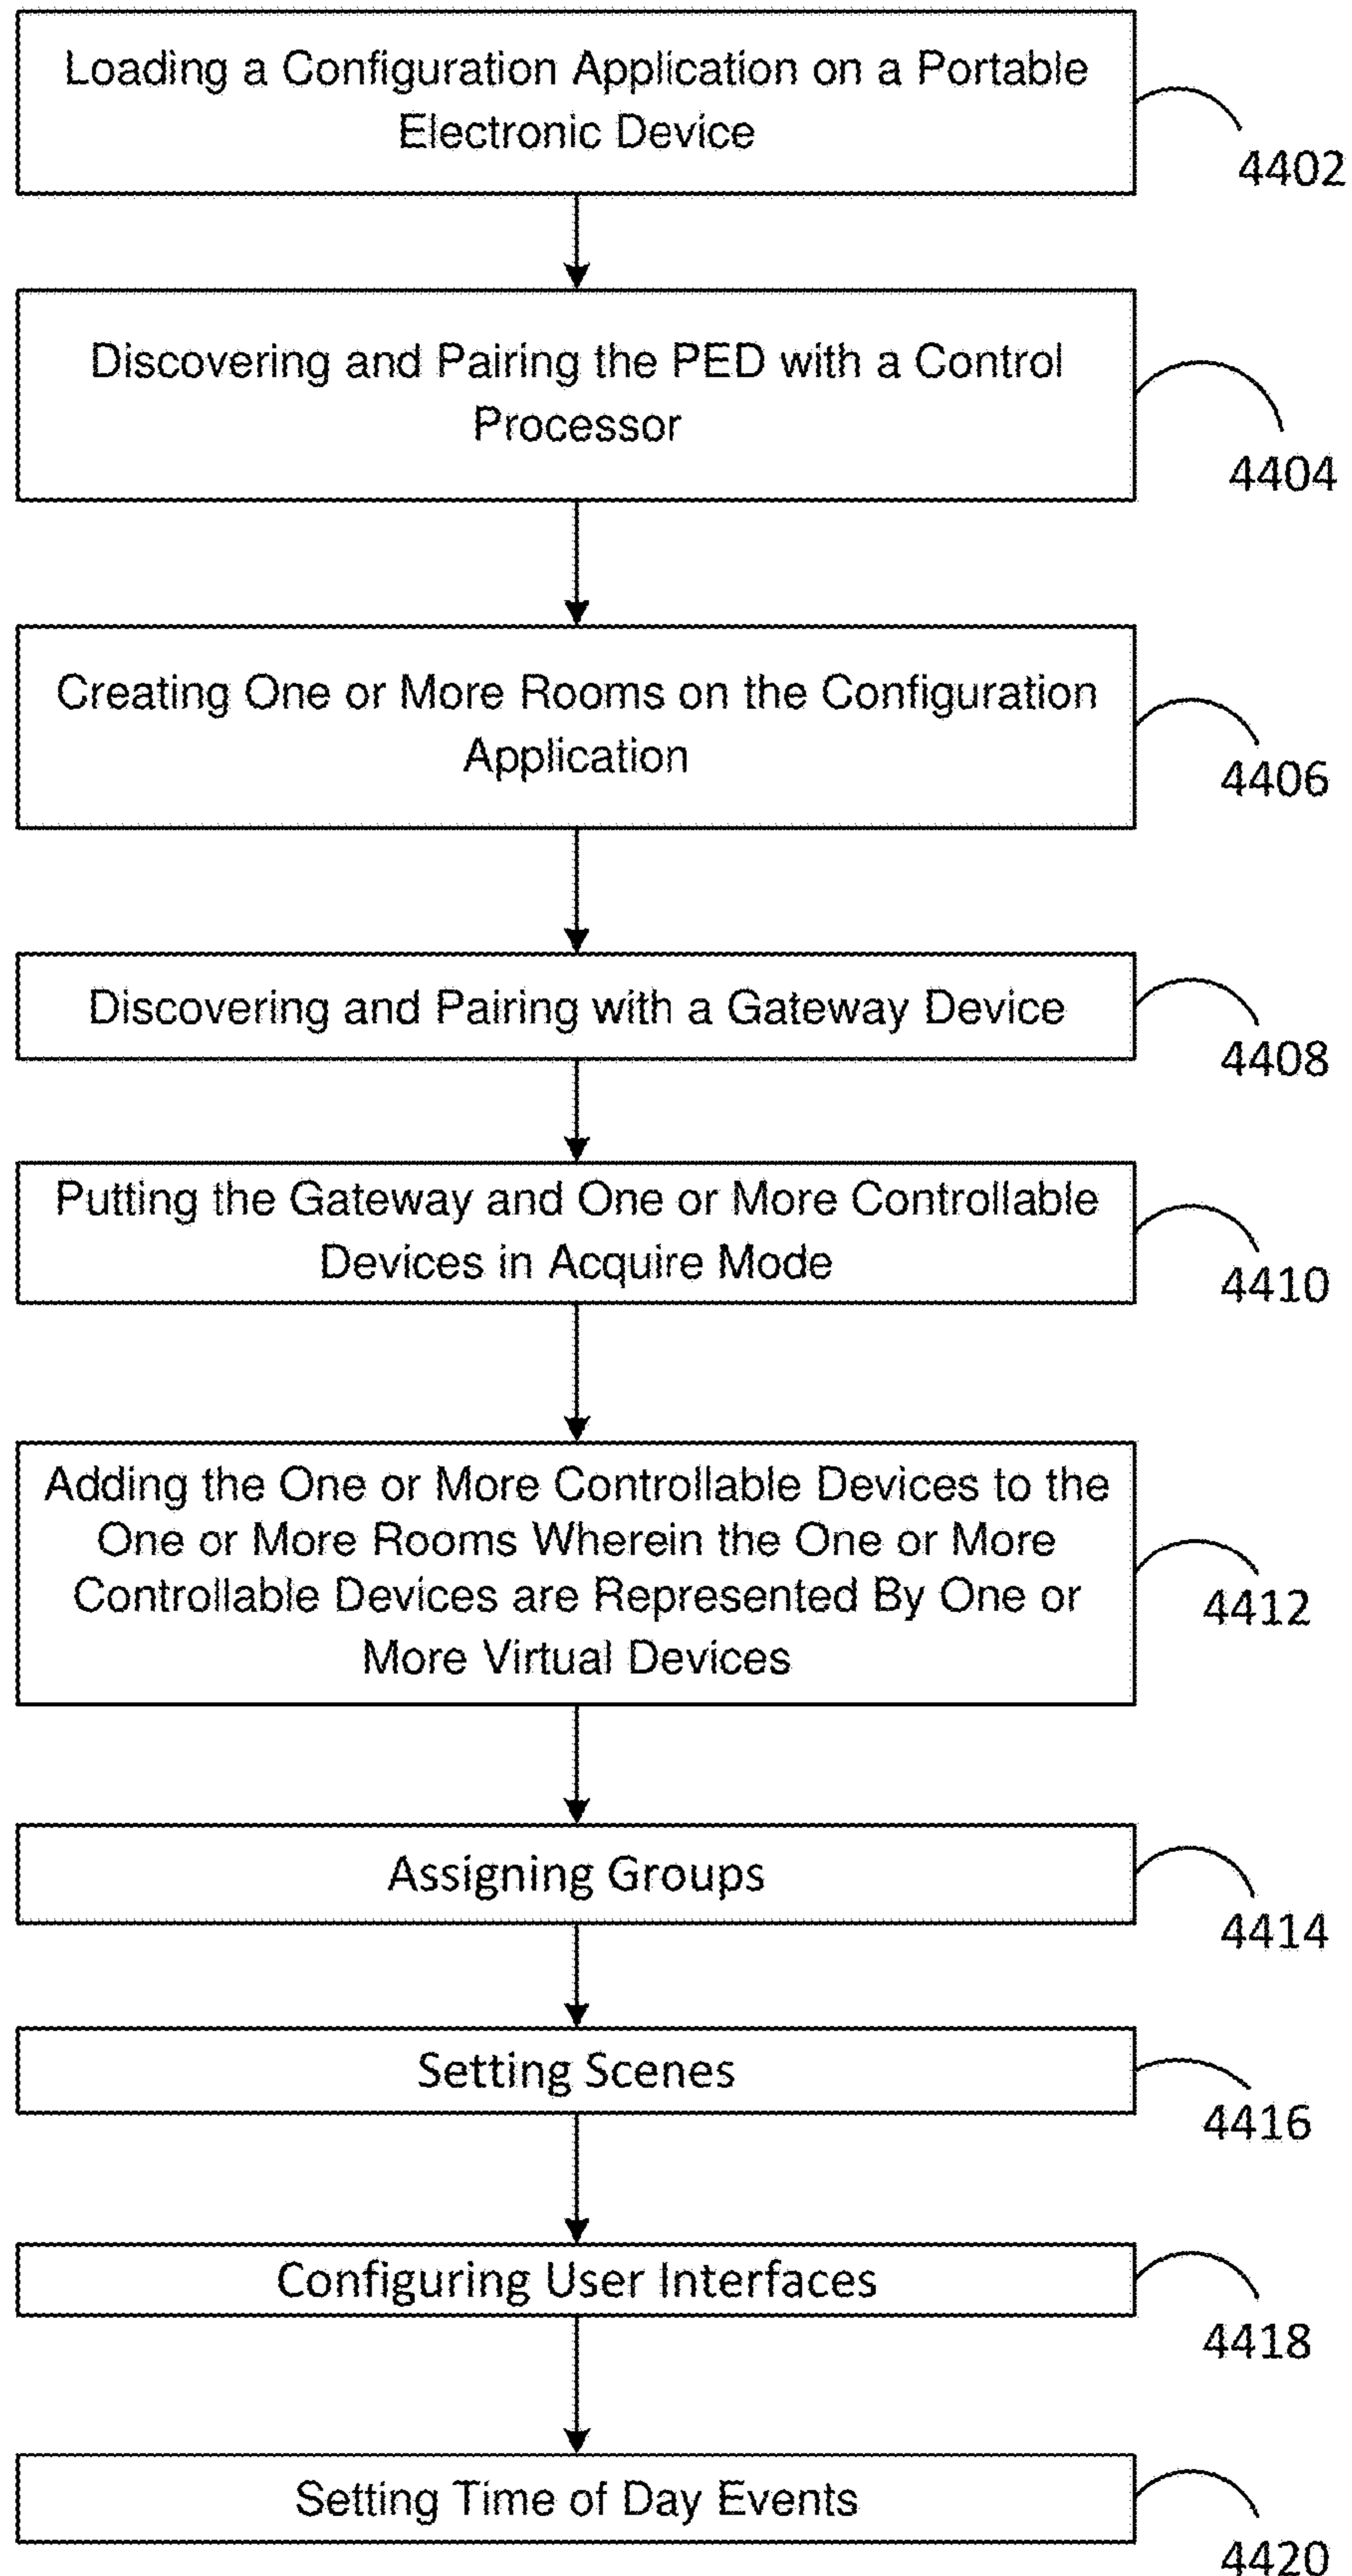 Loading a Configuration Application on a Portable
Electronic Device
4402
Discovering and Pairing the PED with a Control
Processor
4404
Creating One or More Rooms on the Configuration
Application
4406
Discovering and Pairing with a Gateway Device
4408
Putting the Gateway and One or More Controllable
Devices in Acquire Mode
4410
Adding the One or More Controllable Devices to the
One or More Rooms Wherein the One or More
Controllable Devices are Represented By One or
More Virtual Devices
4412
Assigning Groups
4414
Setting Scenes
4416
Configuring User Interfaces
4418
Setting Time of Day Events
4420